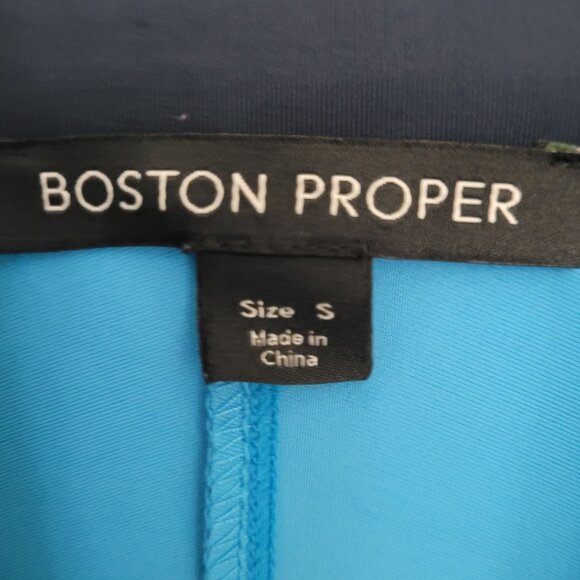 BOSTON PROPER
Size S
Made in
China